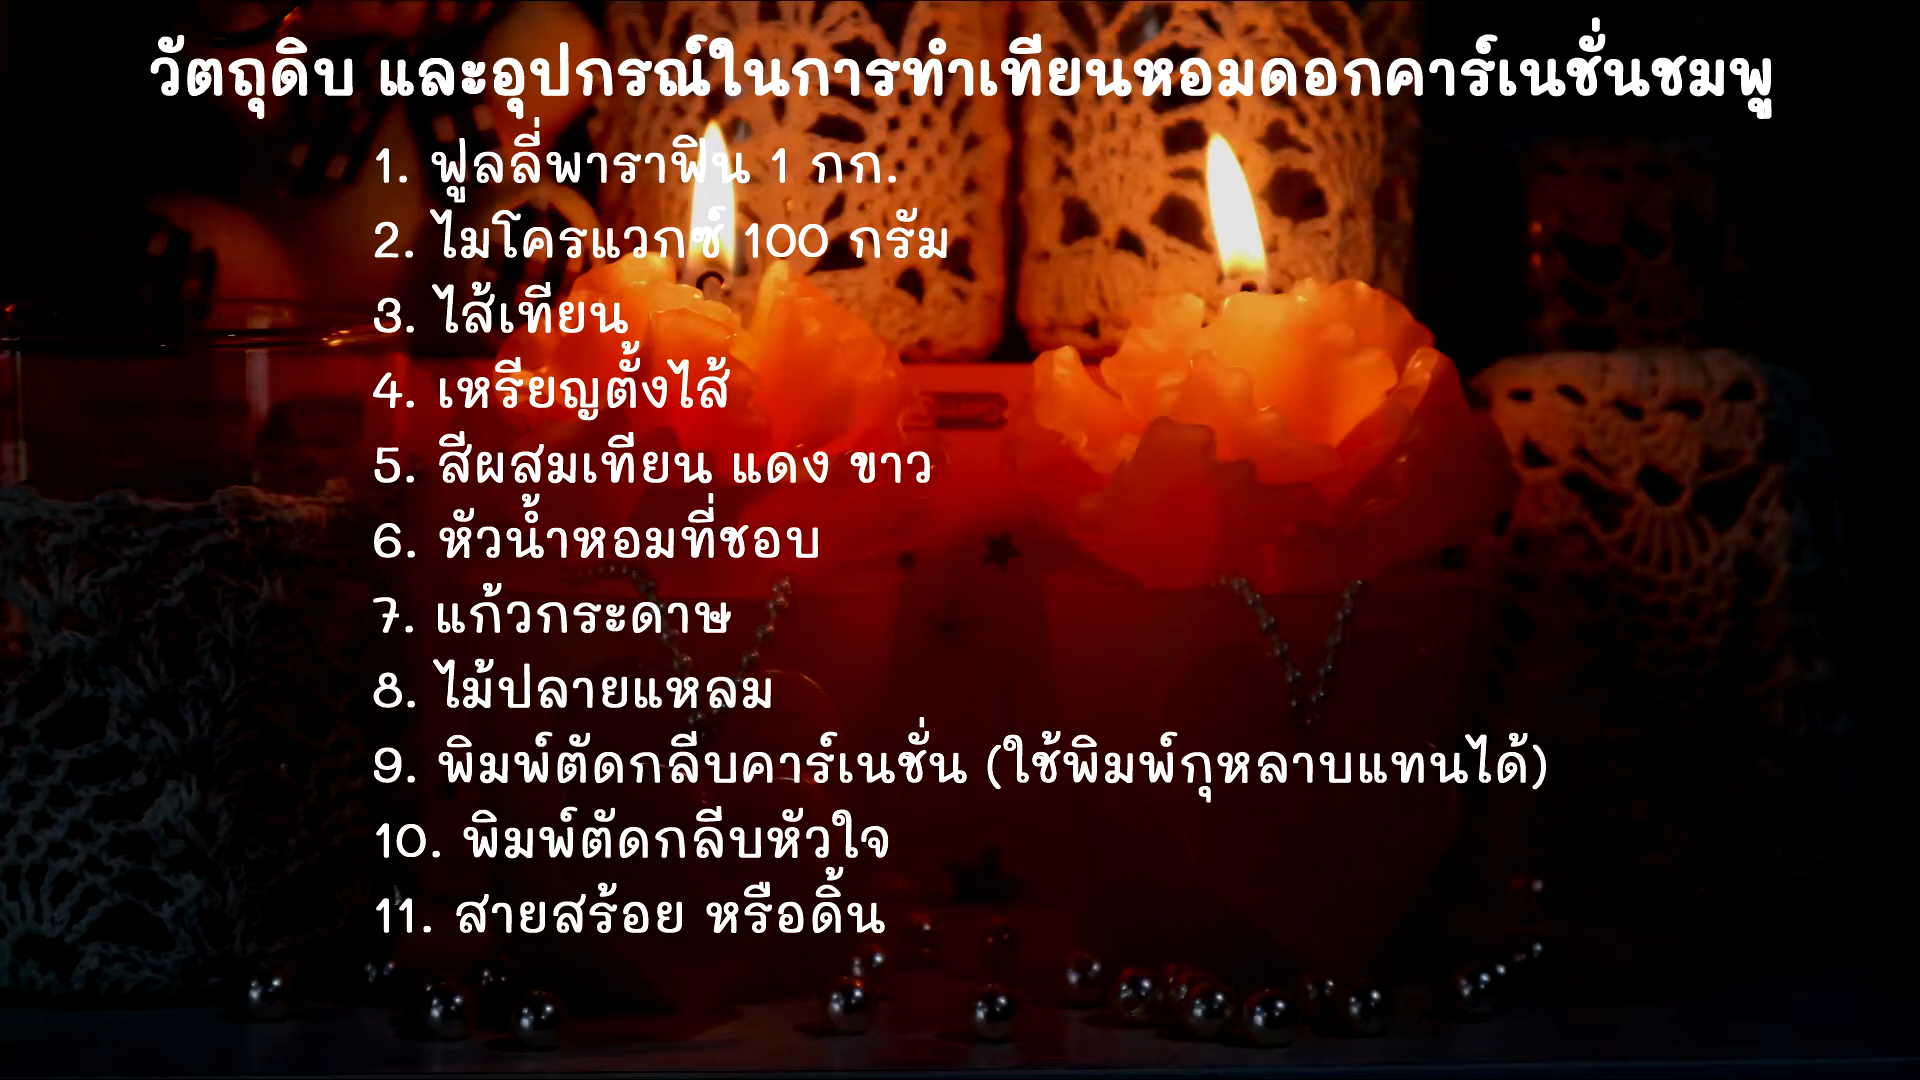 วัตถุดิบ และอุปกรณ์ในการทำเทียนหอมดอกคาร์เนชั่นชมพู
1. ฟูลลี่พาราฟิน 1 กก.
2. ไมโครแวกซ์ 100 กรัม
3. ไส้เทียน
4. เหรียญตั้งไส้
5. สีผสมเทียน แดง ขาว
6. หัวน้ำหอมที่ชอบ
7. แก้วกระดาษ
8. ไม้ปลายแหลม
9. พิมพ์ตัดกลีบคาร์เนชั่น (ใช้พิมพ์กุหลาบแทนได้)
10. พิมพ์ตัดกลีบหัวใจ
11. สายสร้อย หรือดิ้น